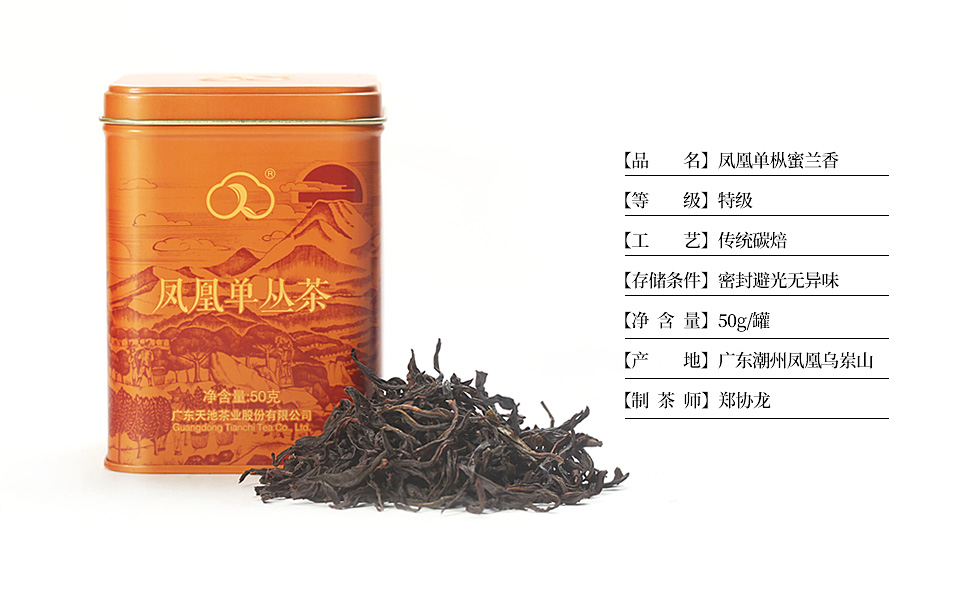 ®
凤凰单丛茶
净含量:50克
广东天池茶业股份有限公司
Guangdong Tianchi Tea Co., Ltd.
【品 名】凤凰单枞蜜兰香
【等 级】特级
【工 艺】传统碳焙
【存储条件】密封避光无异味
【净 含 量】50g/罐
【产 地】广东潮州凤凰乌岽山
【制 茶 师】郑协龙